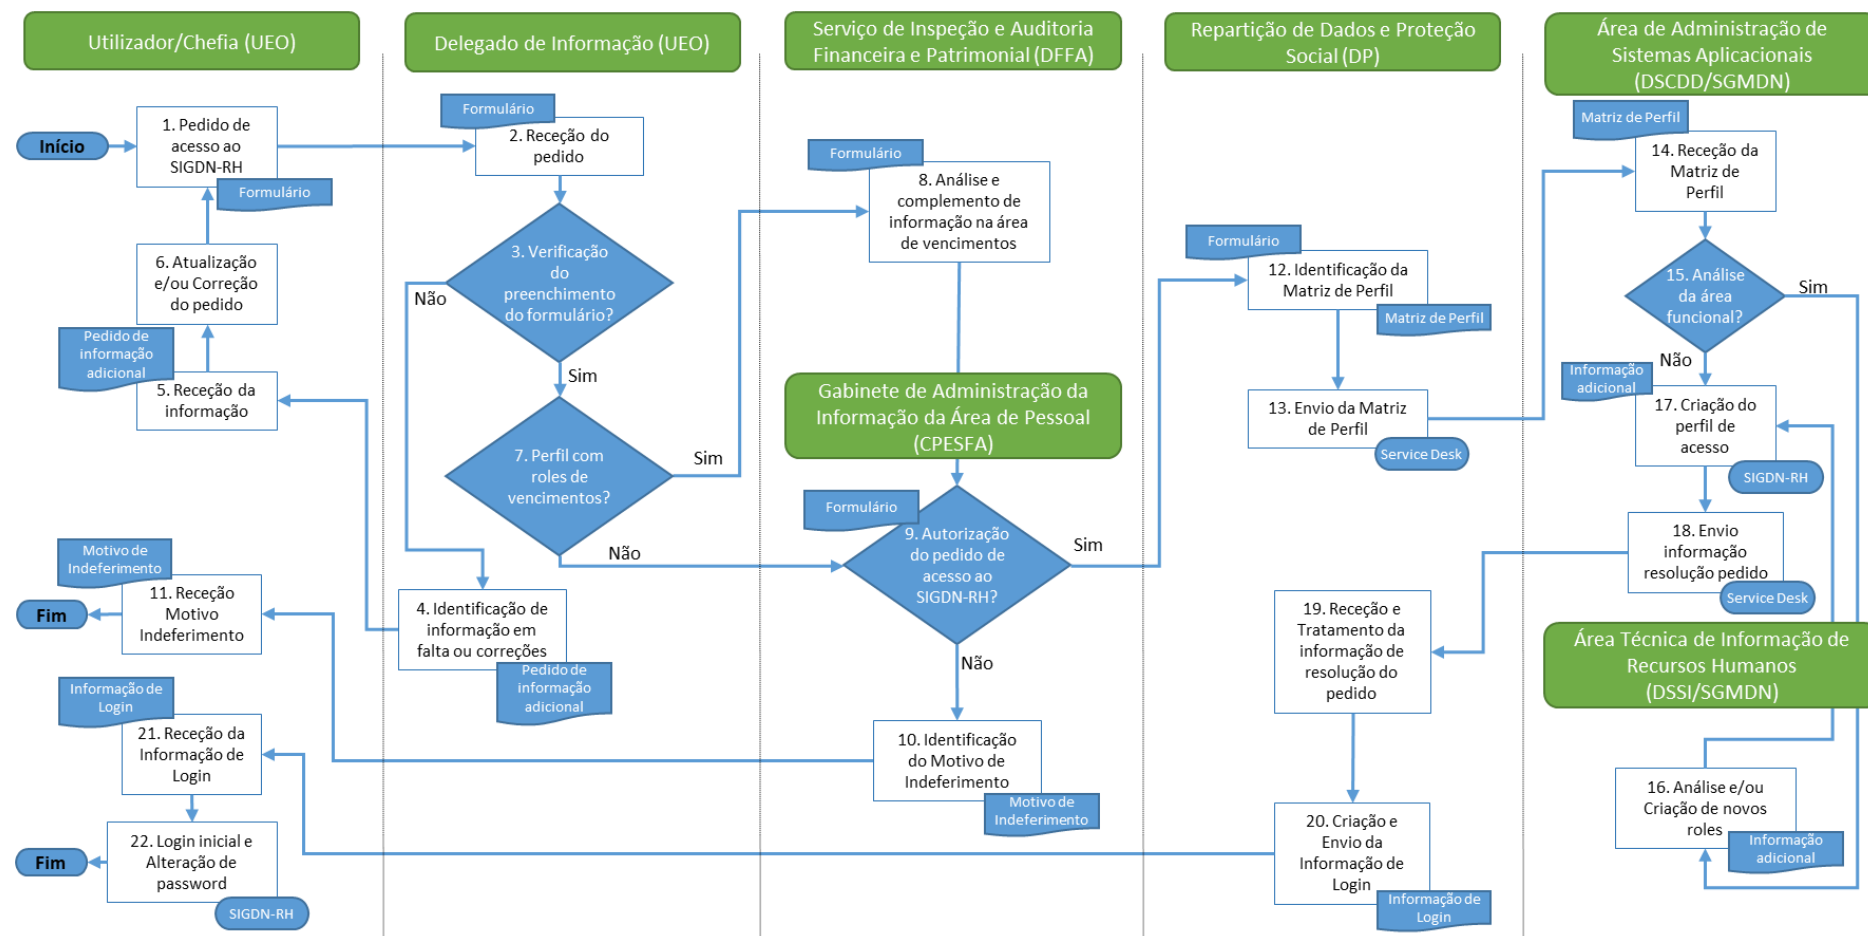 Utilizador/Chefia (UEO)
Início
1. Pedido de
acesso ao
SIGDN-RH
Formulário
6. Atualização
e/ou Correção
do pedido
Pedido de
informação
adicional
5. Receção da
informação
Motivo de
Indeferimento
11. Receção
Motivo
Indeferimento
Fim
Informação de
Login
21. Receção da
Informação de
Login
22. Login inicial e
Alteração de
password
Fim
SIGDN-RH
Delegado de Informação (UEO)
Formulário
2. Receção do
pedido
3. Verificação
do
preenchimento
do formulário?
Não
Sim
7. Perfil com
roles de
vencimentos?
Sim
Não
4. Identificação de
informação em
falta ou correções
Pedido de
informação
adicional
Serviço de Inspeção e Auditoria
Financeira e Patrimonial (DFFA)
Formulário
8. Análise e
complemento de
informação na área
de vencimentos
Gabinete de Administração da
Informação da Área de Pessoal
(CPESFA)
Formulário
9. Autorização
do pedido de
acesso ao
SIGDN-RH?
Sim
Não
10. Identificação
do Motivo de
Indeferimento
Motivo de
Indeferimento
Repartição de Dados e Proteção
Social (DP)
Formulário
12. Identificação da
Matriz de Perfil
Matriz de Perfil
13. Envio da Matriz
de Perfil
Service Desk
19. Receção e
Tratamento da
informação de
resolução do
pedido
20. Criação e
Envio da
Informação de
Login
Informação de
Login
Área de Administração de
Sistemas Aplicacionais
(DSCDD/SGMDN)
Matriz de Perfil
14. Receção da
Matriz de
Perfil
15. Análise
da área
funcional?
Sim
Não
Informação
adicional
17. Criação do
perfil de
acesso
SIGDN-RH
18. Envio
informação
resolução pedido
Service Desk
Área Técnica de Informação de
Recursos Humanos
(DSSI/SGMDN)
16. Análise e/ou
Criação de novos
roles
Informação
adicional